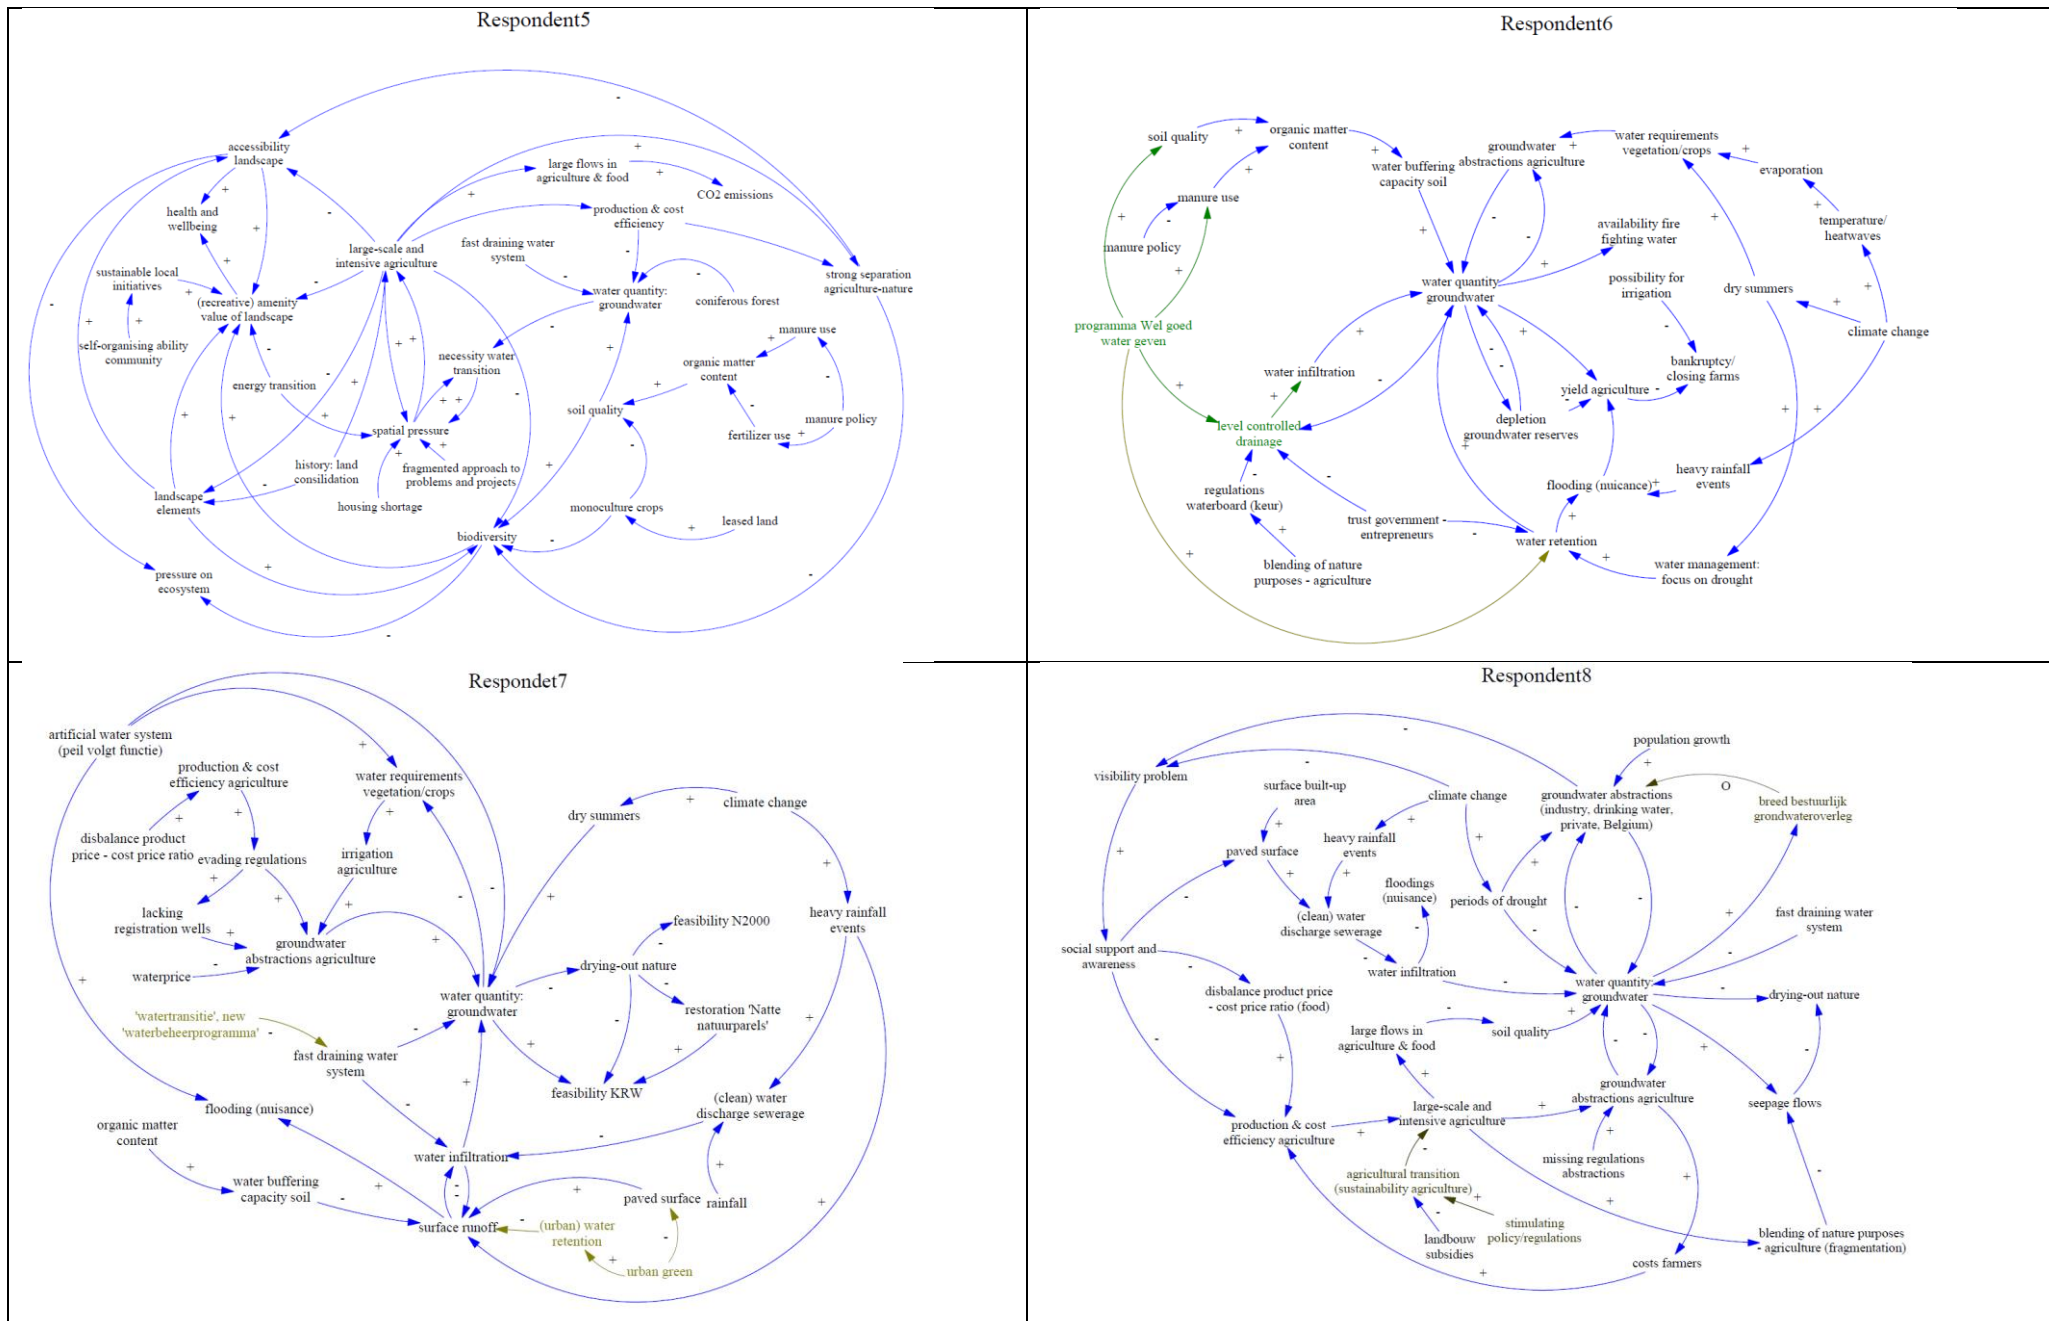 Respondent5
accessibility
landscape
health and
wellbeing
large flows in
agriculture & food
CO2 emissions
production & cost
efficiency
fast draining water
system
large-scale and
intensive agriculture
strong separation
agriculture-nature
sustainable local
initiatives
(recreative) amenity
value of landscape
water quantity:
groundwater
coniferous forest
self-organising ability
community
necessity water
transition
manure use
organic matter
content
energy transition
soil quality
manure policy
spatial pressure
fertilizer use
history: land
consilidation
fragmented approach to
problems and projects
landscape
elements
housing shortage
monoculture crops
leased land
biodiversity
pressure on
ecosystem
Respondent6
soil quality
organic matter
content
groundwater
abstractions agriculture
water requirements
vegetation/crops
water buffering
capacity soil
evaporation
manure use
manure policy
availability fire
fighting water
temperature/
heatwaves
water quantity
groundwater
possibility for
irrigation
dry summers
programma Wel goed
water geven
climate change
water infiltration
bankruptcy/
closing farms
yield agriculture
depletion
groundwater reserves
level controlled
drainage
regulations
waterboard (keur)
flooding (nuicance)
heavy rainfall
events
trust government -
entrepreneurs
water retention
blending of nature
purposes - agriculture
water management:
focus on drought
Respondet7
artificial water system
(peil volgt functie)
production & cost
efficiency agriculture
water requirements
vegetation/crops
climate change
dry summers
disbalance product
price - cost price ratio
evading regulations
irrigation
agriculture
lacking
registration wells
heavy rainfall
events
feasibility N2000
groundwater
abstractions agriculture
waterprice
drying-out nature
water quantity:
groundwater
restoration 'Natte
natuurparels'
'watertransitie', new
'waterbeheerprogramma'
fast draining water
system
feasibility KRW
(clean) water
discharge sewerage
flooding (nuisance)
organic matter
content
water infiltration
water buffering
capacity soil
paved surface
rainfall
surface runoff
(urban) water
retention
urban green
Respondent8
population growth
visibility problem
surface built-up
area
climate change
groundwater abstractions
(industry, drinking water,
private, Belgium)
O
breed bestuurlijk
grondwateroverleg
heavy rainfall
events
paved surface
floodings
(nuisance)
periods of drought
(clean) water
discharge sewerage
fast draining water
system
social support and
awareness
water infiltration
water quantity:
groundwater
drying-out nature
disbalance product price
- cost price ratio (food)
large flows in
agriculture & food
soil quality
groundwater
abstractions agriculture
seepage flows
large-scale and
intensive agriculture
production & cost
efficiency agriculture
missing regulations
abstractions
agricultural transition
(sustainability agriculture)
stimulating
policy/regulations
landbouw
subsidies
blending of nature purposes
- agriculture (fragmentation)
costs farmers